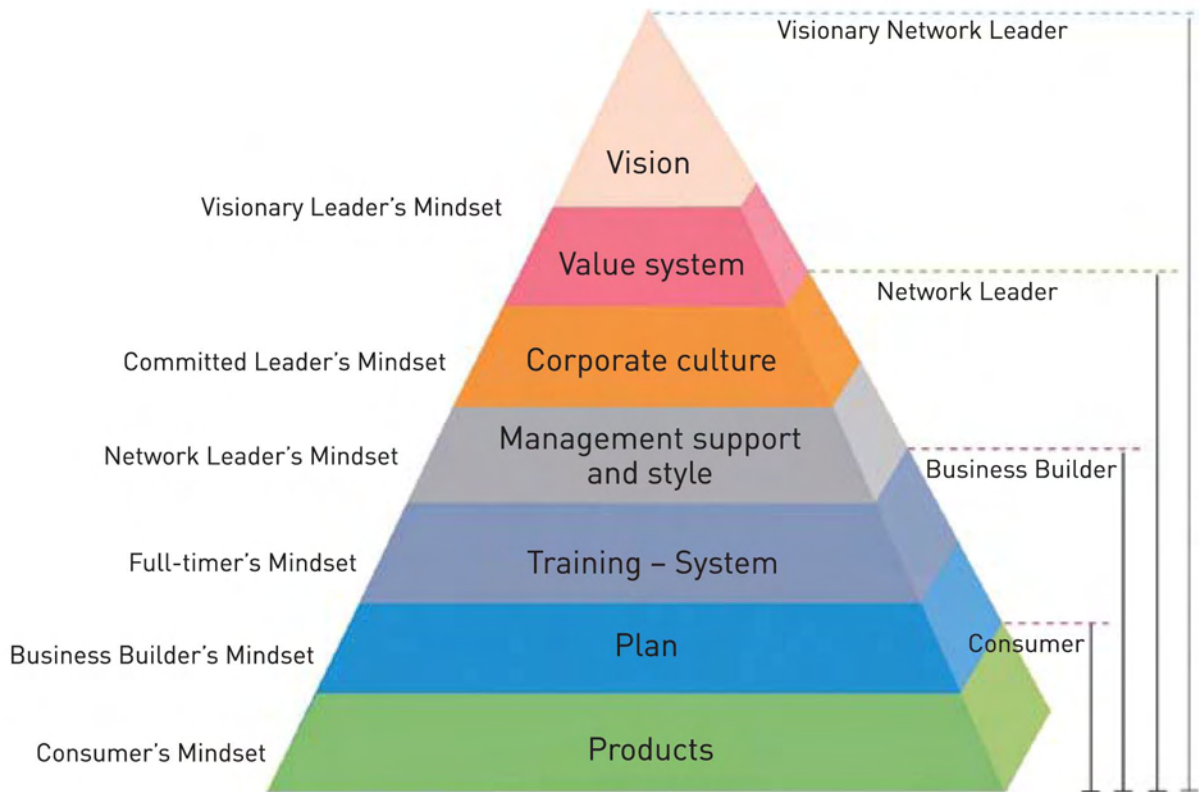 Visionary Network Leader
Vision
Visionary Leader's Mindset
Value system
Network Leader
Committed Leader's Mindset
Corporate culture
Network Leader's Mindset
Management support
and style
Business Builder
Full-timer's Mindset
Training – System
Business Builder's Mindset
Plan
Consumer
Consumer's Mindset
Products